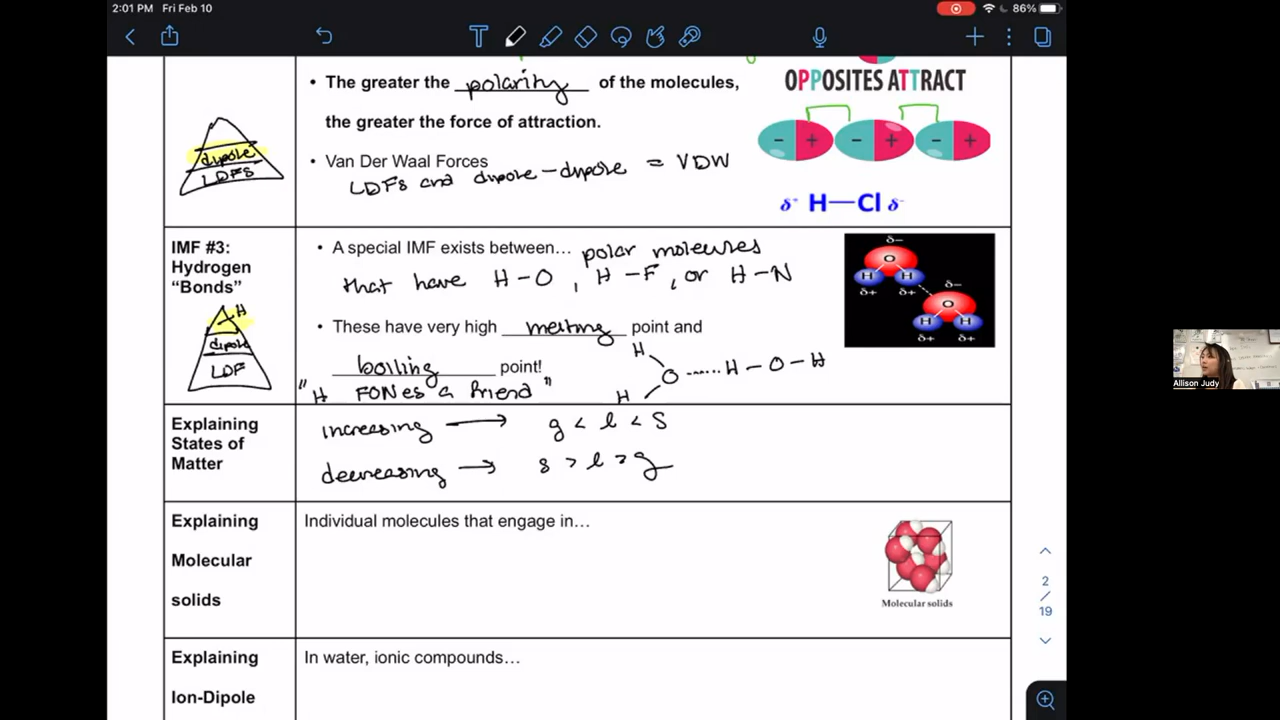 2:01 PM Fri Feb 10
86%
• The greater the polarity of the molecules,
the greater the force of attraction.
• Van Der Waal Forces
LDFs and dipole-dipole = VDW
dipole
LDFs
OPPOSITES ATTRACT
- + - + - +
δ⁺ H—Cl δ⁻
IMF #3:
Hydrogen
“Bonds”
H
dipole
LDF
• A special IMF exists between... polar molecules
that have H-O, H-F, or H-N
• These have very high melting point and
boiling point!
"H FONes a friend"
H
O ...... H - O - H
H
δ−
O
H H
δ+ δ+
δ−
O
H H
δ+ δ+
Explaining
States of
Matter
increasing → g < l < s
decreasing → s > l > g
Explaining
Molecular
solids
Individual molecules that engage in...
Molecular solids
Explaining
Ion-Dipole
In water, ionic compounds...
2
/
19
Allison Judy